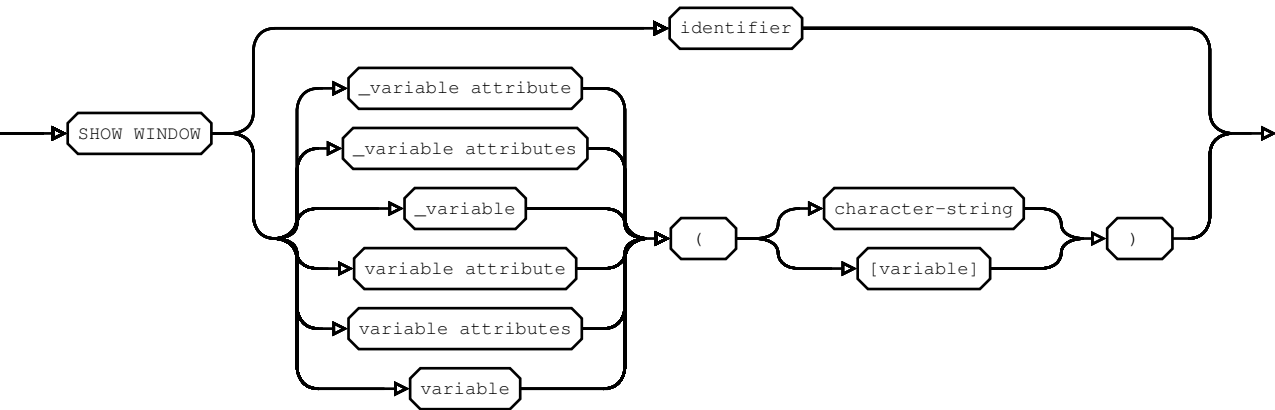 identifier
_variable attribute
SHOW WINDOW
_variable attributes
_variable
character-string
(
)
variable attribute
[variable]
variable attributes
variable